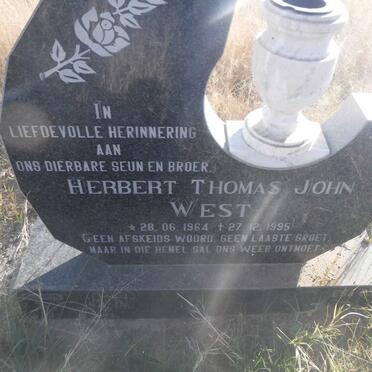 IN
LIEFDEVOLLE HERINNERING
AAN
ONS DIERBARE SEUN EN BROER
HERBERT THOMAS JOHN
WEST
* 28.06.1964 ✝ 27.12.1995
GEEN AFSKEIDS WOORD, GEEN LAASTE GROET
MAAR IN DIE HEMEL SAL ONS WEER ONTMOET